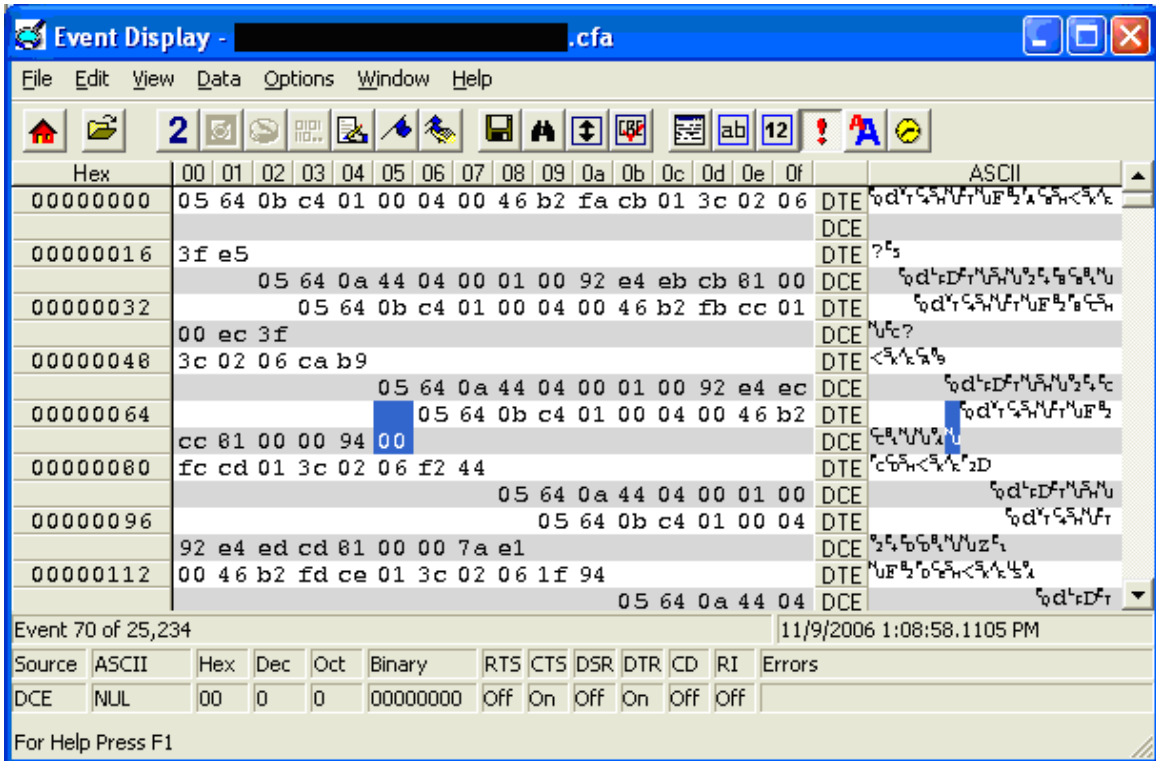 Event Display - .cfa
File Edit View Data Options Window Help
2 ab 12 ! A
Hex 00 01 02 03 04 05 06 07 08 09 0a 0b 0c 0d 0e 0f ASCII
00000000 05 64 0b c4 01 00 04 00 46 b2 fa cb 01 3c 02 06 DTE
DCE
00000016 3f e5 DTE
05 64 0a 44 04 00 01 00 92 e4 eb cb 81 00 DCE
00000032 05 64 0b c4 01 00 04 00 46 b2 fb cc 01 DTE
00 ec 3f DCE
00000048 3c 02 06 ca b9 DTE
05 64 0a 44 04 00 01 00 92 e4 ec DCE
00000064 05 64 0b c4 01 00 04 00 46 b2 DTE
cc 81 00 00 94 00 DCE
00000080 fc cd 01 3c 02 06 f2 44 DTE
05 64 0a 44 04 00 01 00 DCE
00000096 05 64 0b c4 01 00 04 DTE
92 e4 ed cd 81 00 00 7a e1 DCE
00000112 00 46 b2 fd ce 01 3c 02 06 1f 94 DTE
05 64 0a 44 04 DCE
Event 70 of 25,234 11/9/2006 1:08:58.1105 PM
Source ASCII Hex Dec Oct Binary RTS CTS DSR DTR CD RI Errors
DCE NUL 00 0 0 00000000 Off On Off On Off Off
For Help Press F1